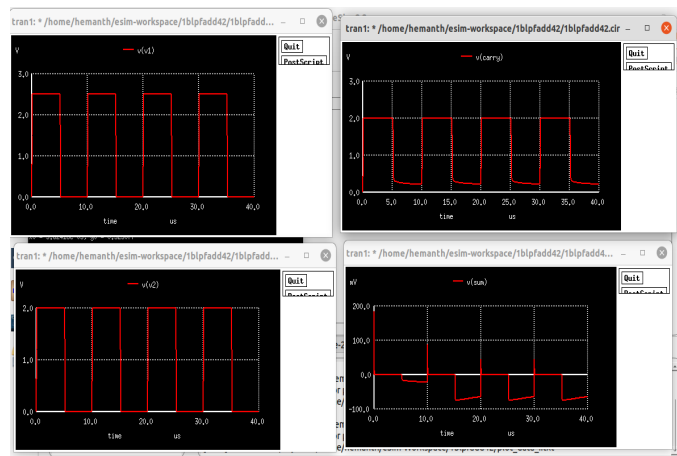 tran1: * /home/hemanth/esim-workspace/1blpfadd42/1blpfadd...
Quit
PostScript
V
v(v1)
3.0
2.0
1.0
0.0
0.0
10.0
20.0
30.0
40.0
time
us
tran1: * /home/hemanth/esim-workspace/1blpfadd42/1blpfadd42.cir
Quit
V
v(carry)
3.0
2.0
1.0
0.0
0.0
5.0
10.0
15.0
20.0
25.0
30.0
35.0
40.0
time
us
tran1: * /home/hemanth/esim-workspace/1blpfadd42/1blpfadd4...
Quit
V
v(v2)
2.0
1.0
0.0
0.0
10.0
20.0
30.0
40.0
time
us
tran1: * /home/hemanth/esim-workspace/1blpfadd42/1blpfadd4...
Quit
mV
v(sum)
200.0
100.0
0.0
-100.0
0.0
10.0
20.0
30.0
40.0
time
us